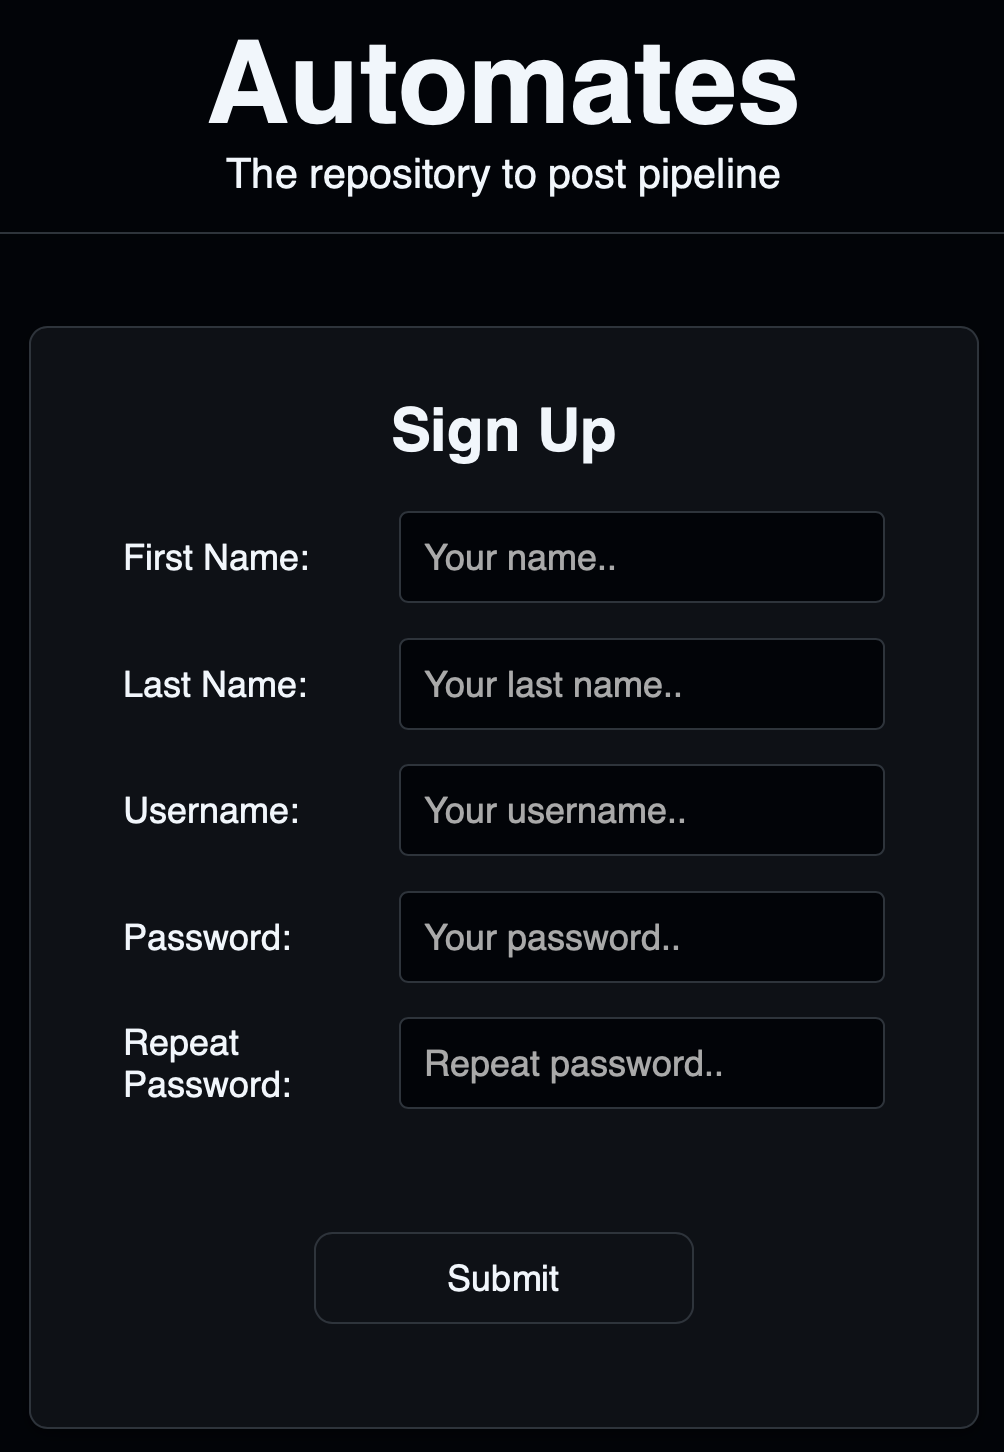 Automates
The repository to post pipeline
Sign Up
First Name:
Your name..
Last Name:
Your last name..
Username:
Your username..
Password:
Your password..
Repeat
Password:
Repeat password..
Submit